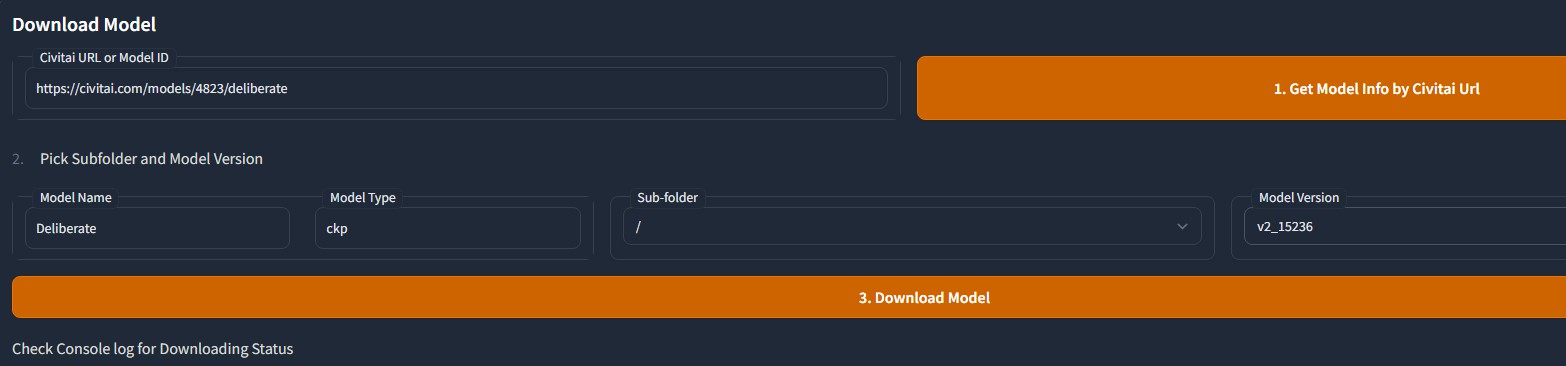 Download Model
Civitai URL or Model ID
https://civitai.com/models/4823/deliberate
1. Get Model Info by Civitai Url
2. Pick Subfolder and Model Version
Model Name
Deliberate
Model Type
ckp
Sub-folder
/
Model Version
v2_15236
3. Download Model
Check Console log for Downloading Status